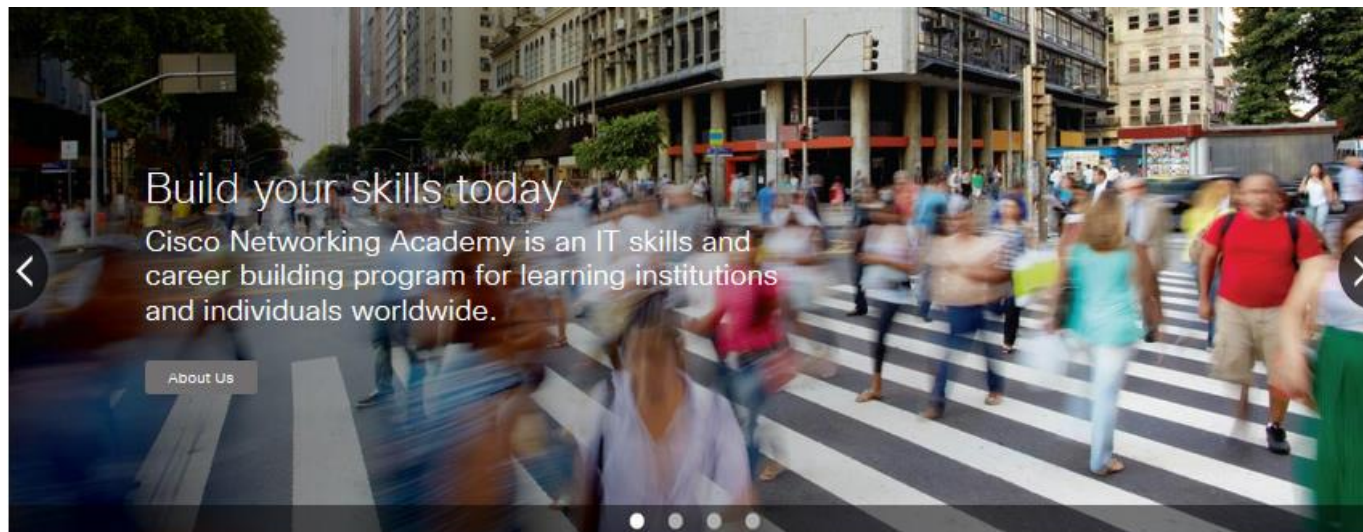 Build your skills today
Cisco Networking Academy is an IT skills and
career building program for learning institutions
and individuals worldwide.
About Us